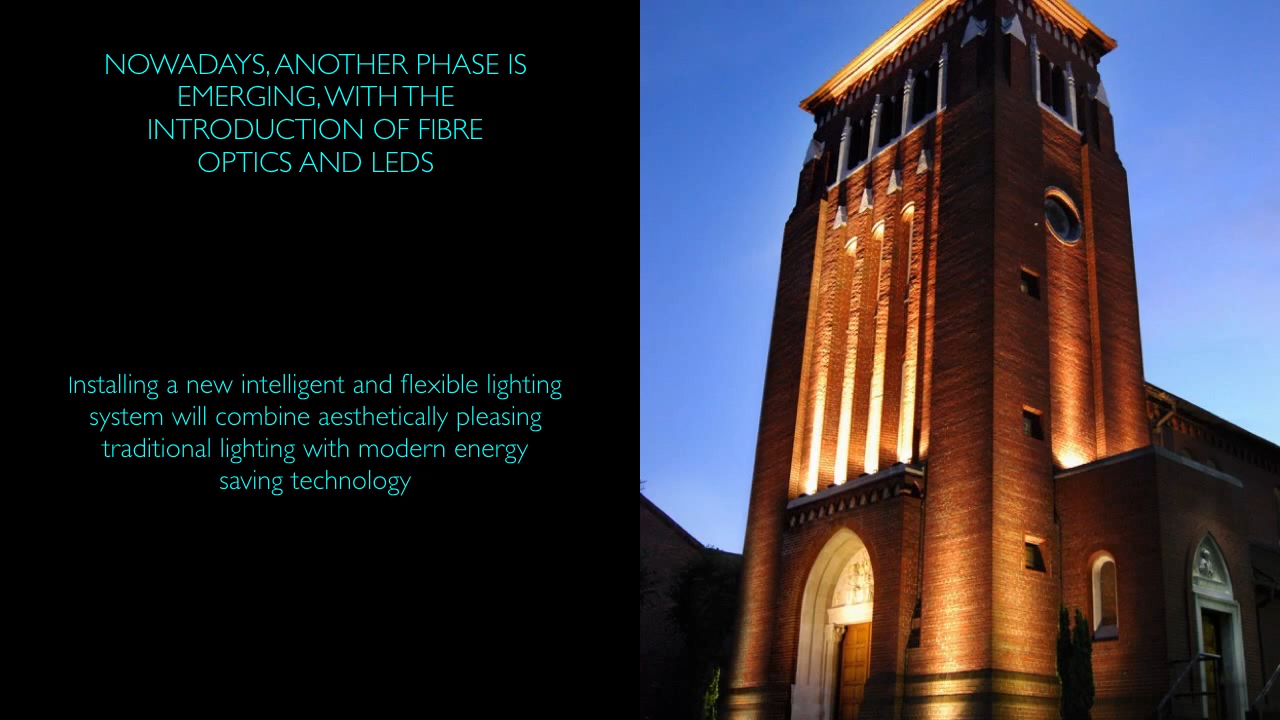 NOWADAYS, ANOTHER PHASE IS
EMERGING, WITH THE
INTRODUCTION OF FIBRE
OPTICS AND LEDS
Installing a new intelligent and flexible lighting
system will combine aesthetically pleasing
traditional lighting with modern energy
saving technology